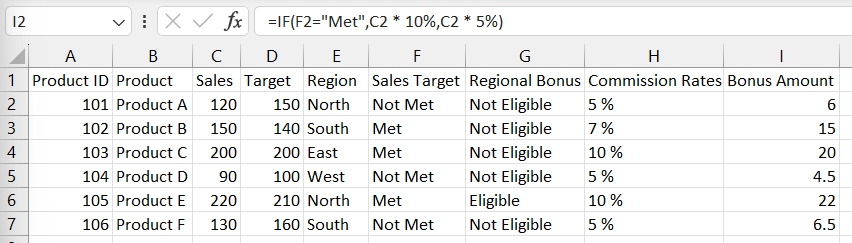 I2 fx =IF(F2="Met",C2 * 10%,C2 * 5%)
A B C D E F G H I
1 Product ID Product Sales Target Region Sales Target Regional Bonus Commission Rates Bonus Amount
2 101 Product A 120 150 North Not Met Not Eligible 5 % 6
3 102 Product B 150 140 South Met Not Eligible 7 % 15
4 103 Product C 200 200 East Met Not Eligible 10 % 20
5 104 Product D 90 100 West Not Met Not Eligible 5 % 4.5
6 105 Product E 220 210 North Met Eligible 10 % 22
7 106 Product F 130 160 South Not Met Not Eligible 5 % 6.5